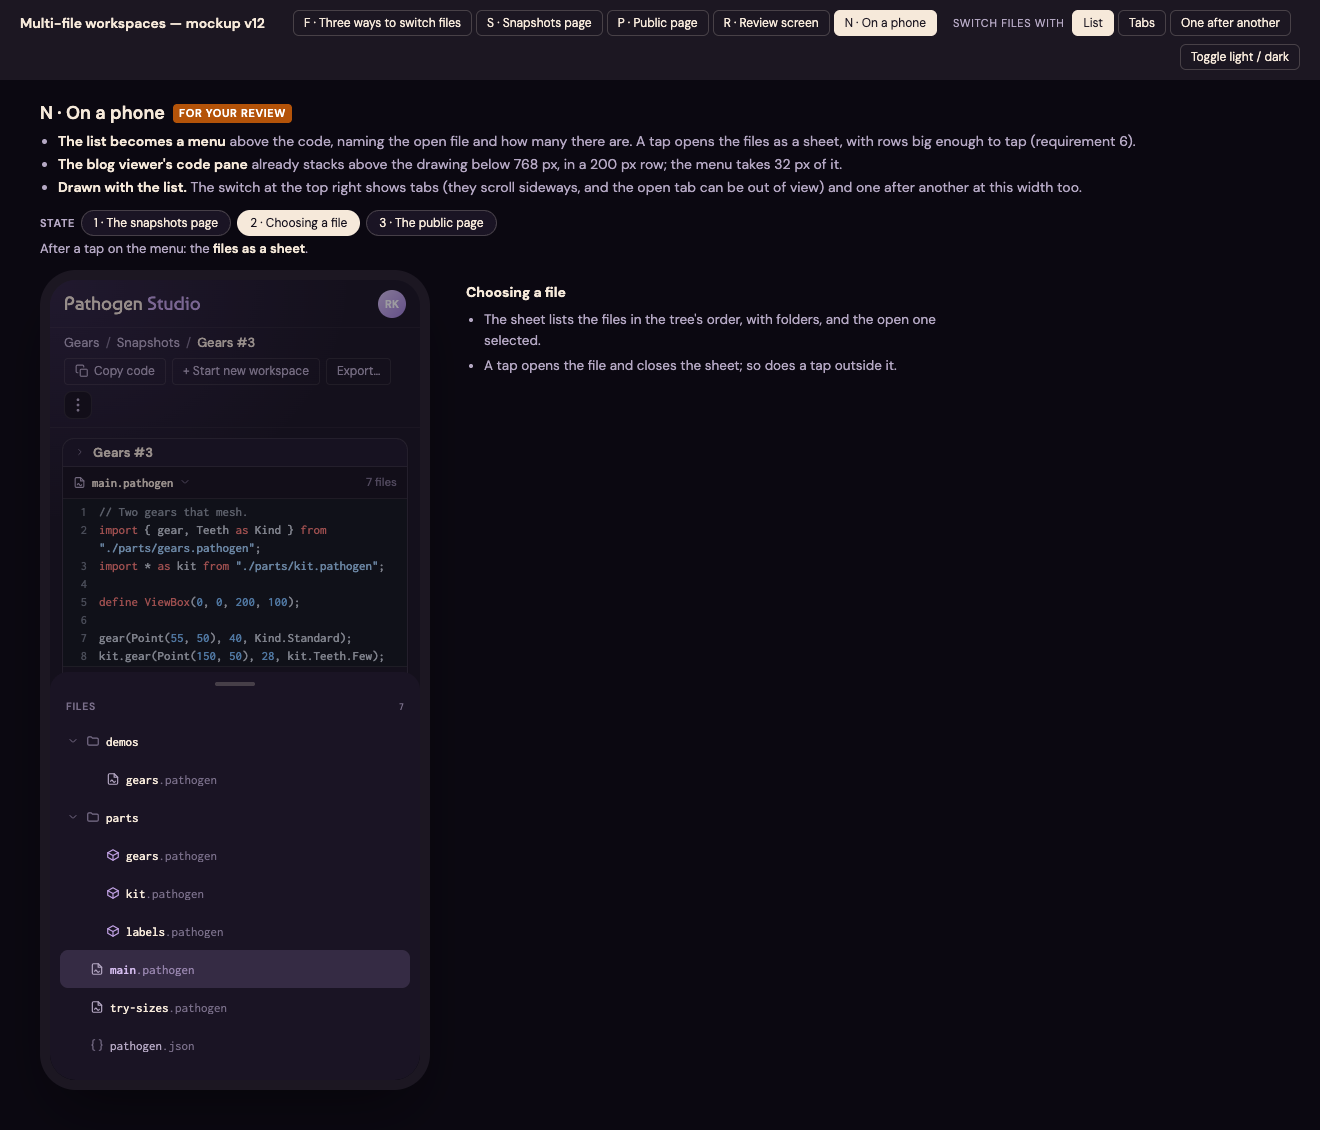 Multi-file workspaces — mockup v12
F · Three ways to switch files
S · Snapshots page
P · Public page
R · Review screen
N · On a phone
SWITCH FILES WITH
List
Tabs
One after another
Toggle light / dark
N · On a phone
FOR YOUR REVIEW
• The list becomes a menu above the code, naming the open file and how many there are. A tap opens the files as a sheet, with rows big enough to tap (requirement 6).
• The blog viewer's code pane already stacks above the drawing below 768 px, in a 200 px row; the menu takes 32 px of it.
• Drawn with the list. The switch at the top right shows tabs (they scroll sideways, and the open tab can be out of view) and one after another at this width too.
STATE
1 · The snapshots page
2 · Choosing a file
3 · The public page
After a tap on the menu: the files as a sheet.
Pathogen Studio
RK
Gears / Snapshots / Gears #3
Copy code
+ Start new workspace
Export...
Gears #3
main.pathogen
7 files
1 // Two gears that mesh.
2 import { gear, Teeth as Kind } from
"./parts/gears.pathogen";
3 import * as kit from "./parts/kit.pathogen";
4
5 define ViewBox(0, 0, 200, 100);
6
7 gear(Point(55, 50), 40, Kind.Standard);
8 kit.gear(Point(150, 50), 28, kit.Teeth.Few);
FILES
7
demos
gears.pathogen
parts
gears.pathogen
kit.pathogen
labels.pathogen
main.pathogen
try-sizes.pathogen
{} pathogen.json
Choosing a file
• The sheet lists the files in the tree's order, with folders, and the open one
selected.
• A tap opens the file and closes the sheet; so does a tap outside it.